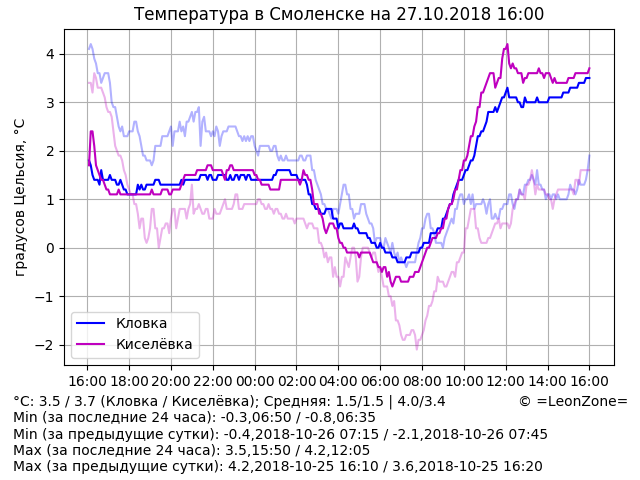 Температура в Смоленске на 27.10.2018 16:00
градусов Цельсия, °C
4
3
2
1
0
−1
−2
Кловка
Киселёвка
16:00 18:00 20:00 22:00 00:00 02:00 04:00 06:00 08:00 10:00 12:00 14:00 16:00
°C: 3.5 / 3.7 (Кловка / Киселёвка); Средняя: 1.5/1.5 | 4.0/3.4 © =LeonZone=
Min (за последние 24 часа): -0.3,06:50 / -0.8,06:35
Min (за предыдущие сутки): -0.4,2018-10-26 07:15 / -2.1,2018-10-26 07:45
Max (за последние 24 часа): 3.5,15:50 / 4.2,12:05
Max (за предыдущие сутки): 4.2,2018-10-25 16:10 / 3.6,2018-10-25 16:20